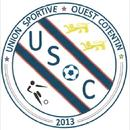 UNION SPORTIVE OUEST COTENTIN
U S
O C
2013